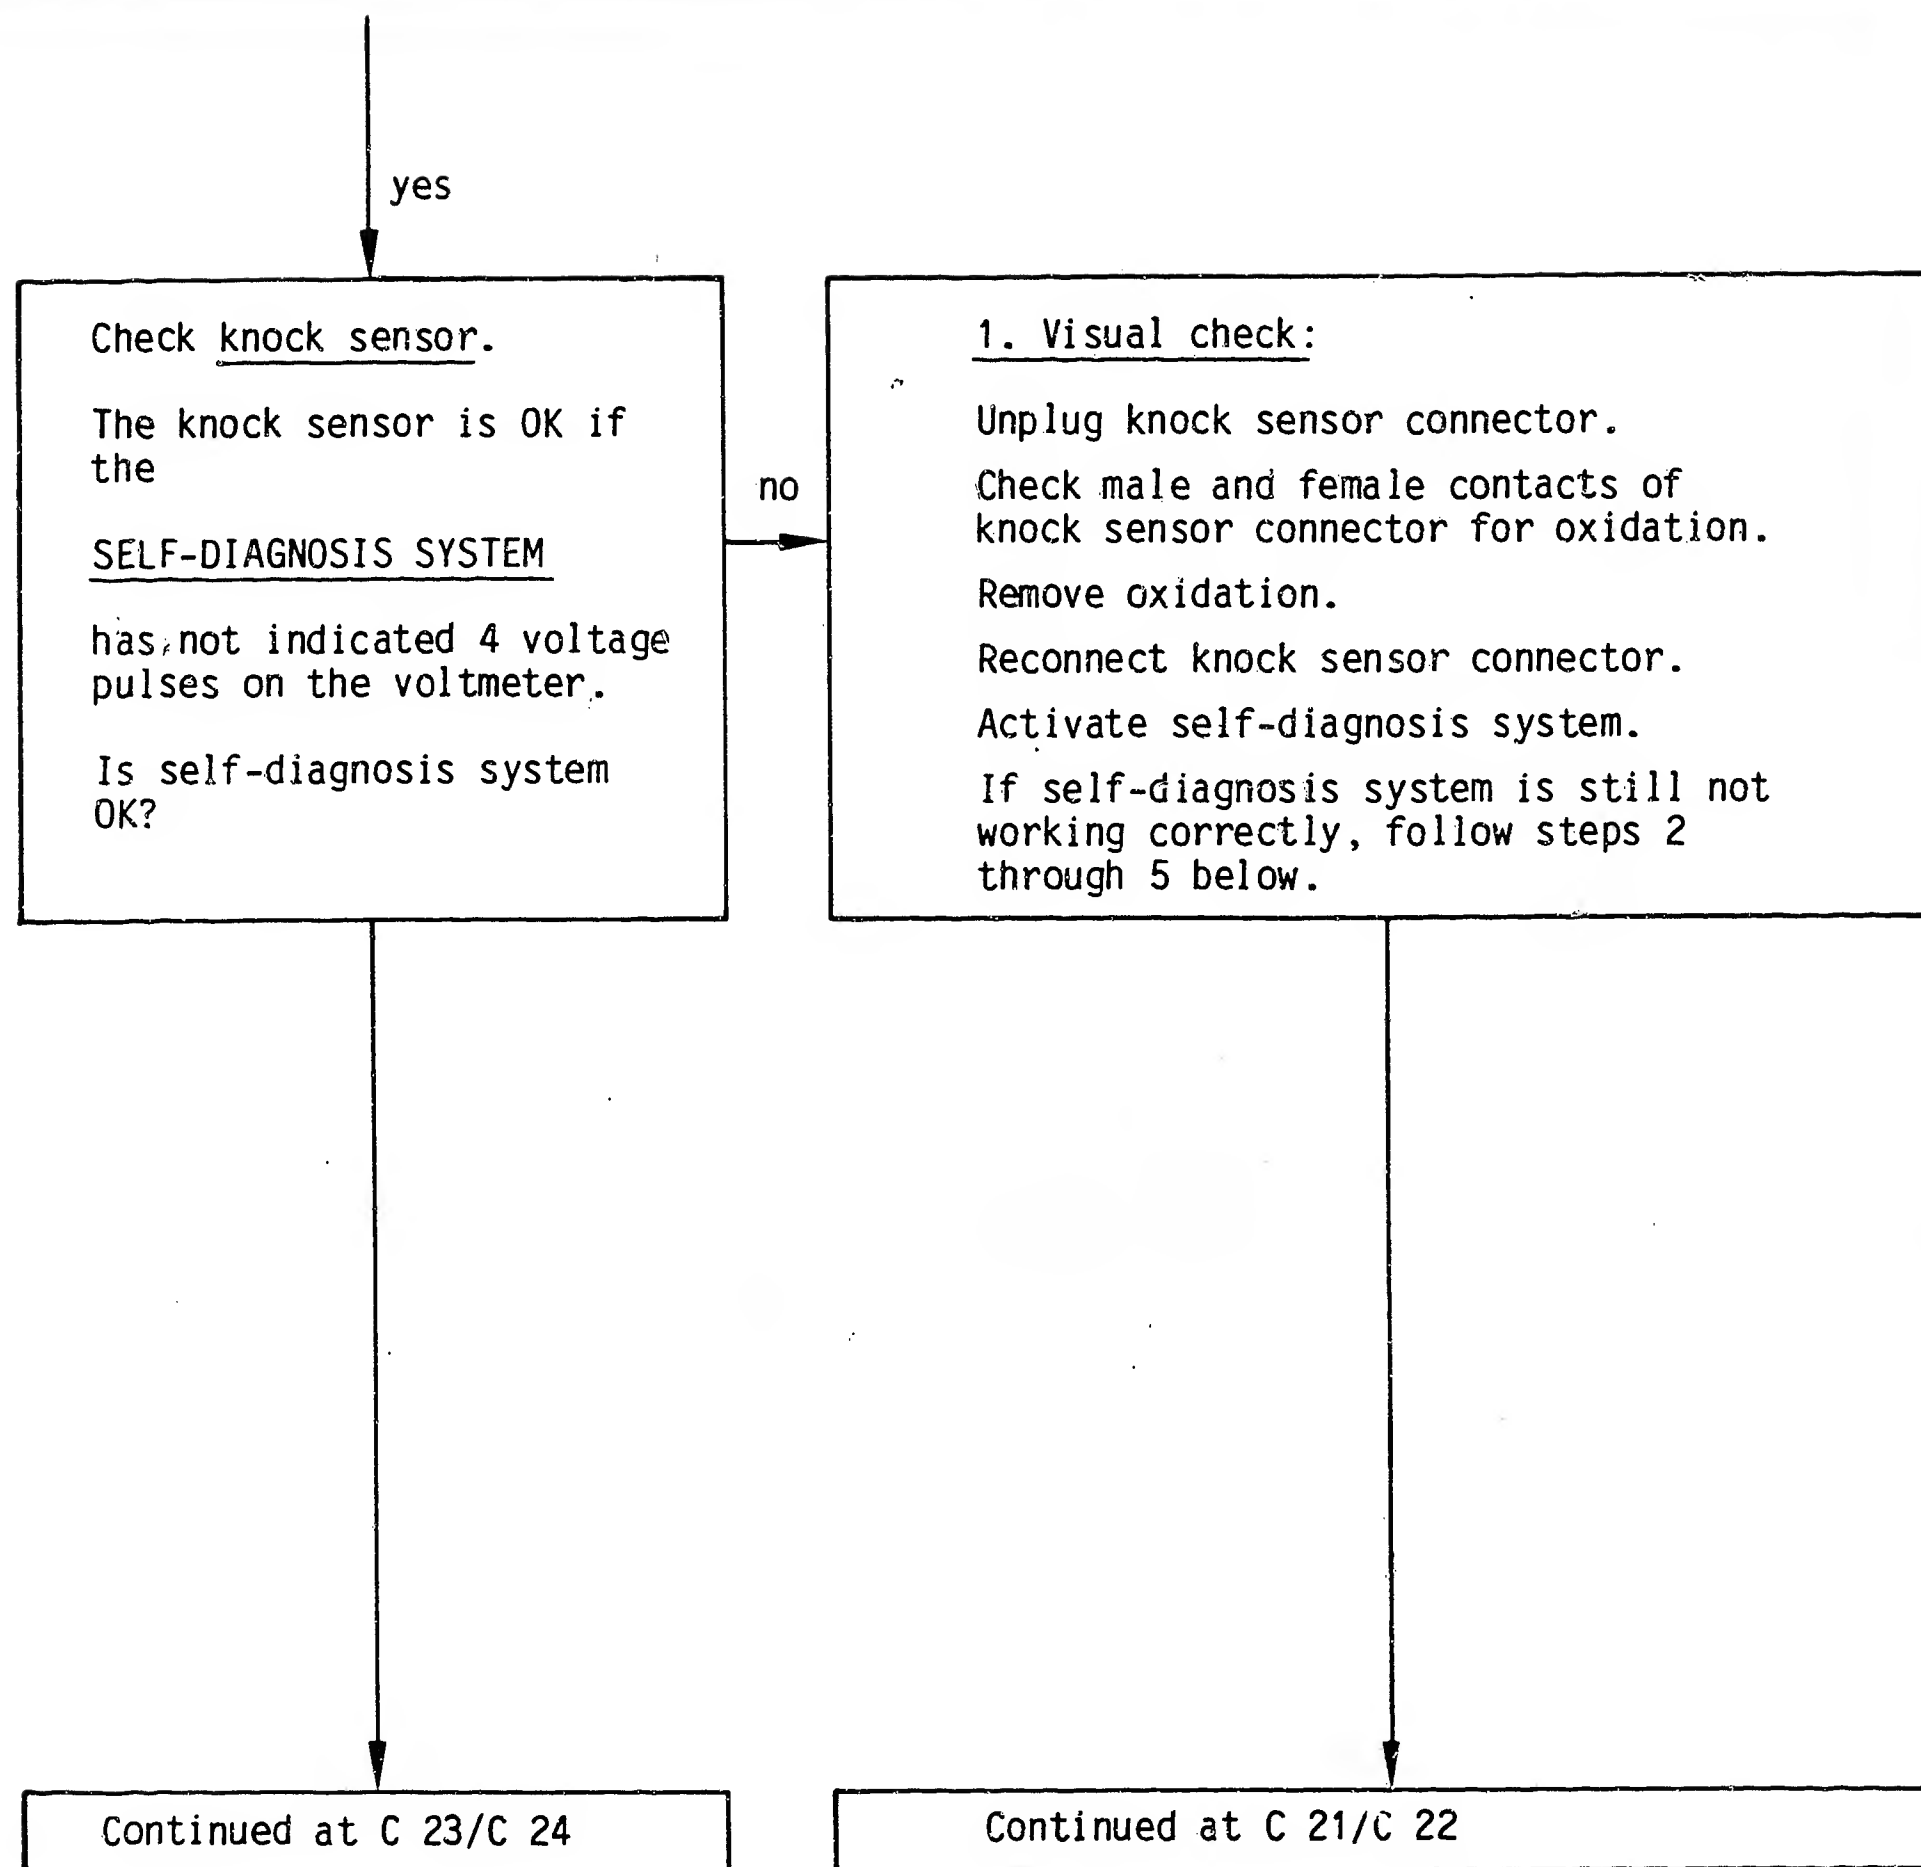 yes
Check knock sensor.
The knock sensor is OK if
the
SELF-DIAGNOSIS SYSTEM
has not indicated 4 voltage
pulses on the voltmeter.
Is self-diagnosis system
OK?
no
1. Visual check:
Unplug knock sensor connector.
Check male and female contacts of
knock sensor connector for oxidation.
Remove oxidation.
Reconnect knock sensor connector.
Activate self-diagnosis system.
If self-diagnosis system is still not
working correctly, follow steps 2
through 5 below.
Continued at C 23/C 24
Continued at C 21/C 22